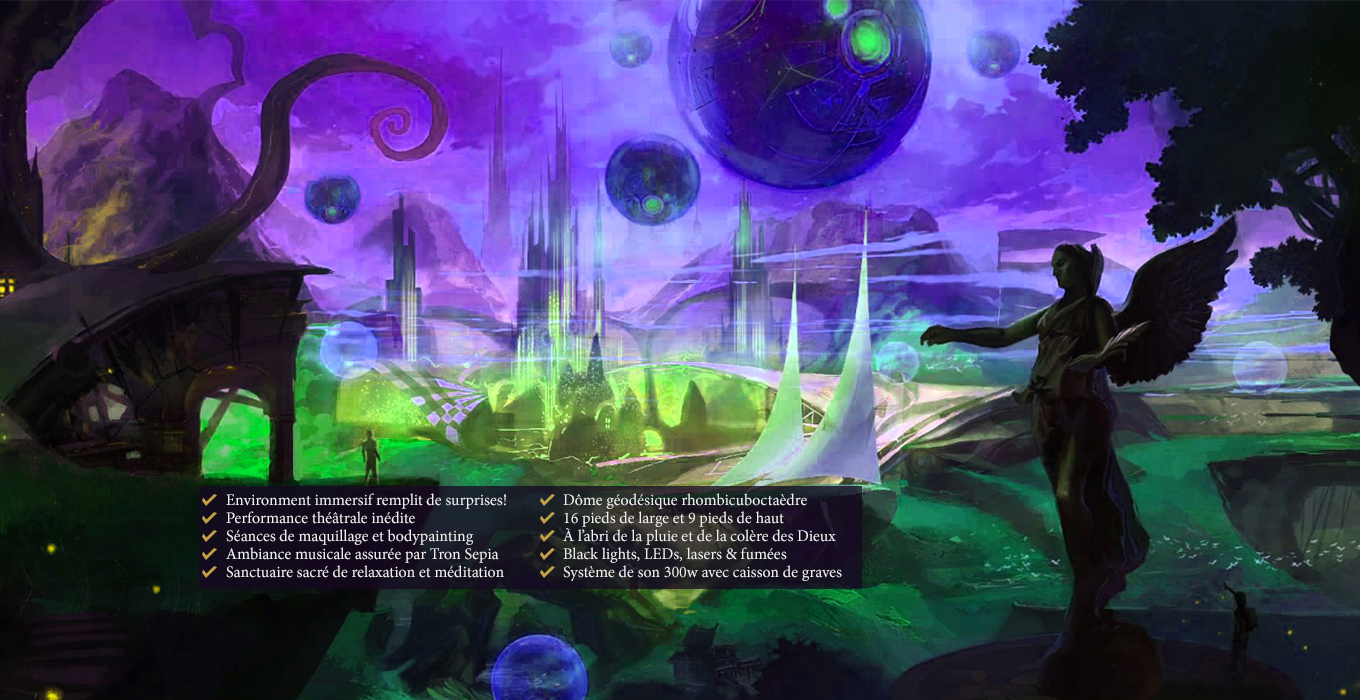 Environment immersif remplit de surprises!
Performance théâtrale inédite
Séances de maquillage et bodypainting
Ambiance musicale assurée par Tron Sepia
Sanctuaire sacré de relaxation et méditation
Dôme géodésique rhombicuboctaèdre
16 pieds de large et 9 pieds de haut
À l'abri de la pluie et de la colère des Dieux
Black lights, LEDs, lasers & fumées
Système de son 300w avec caisson de graves